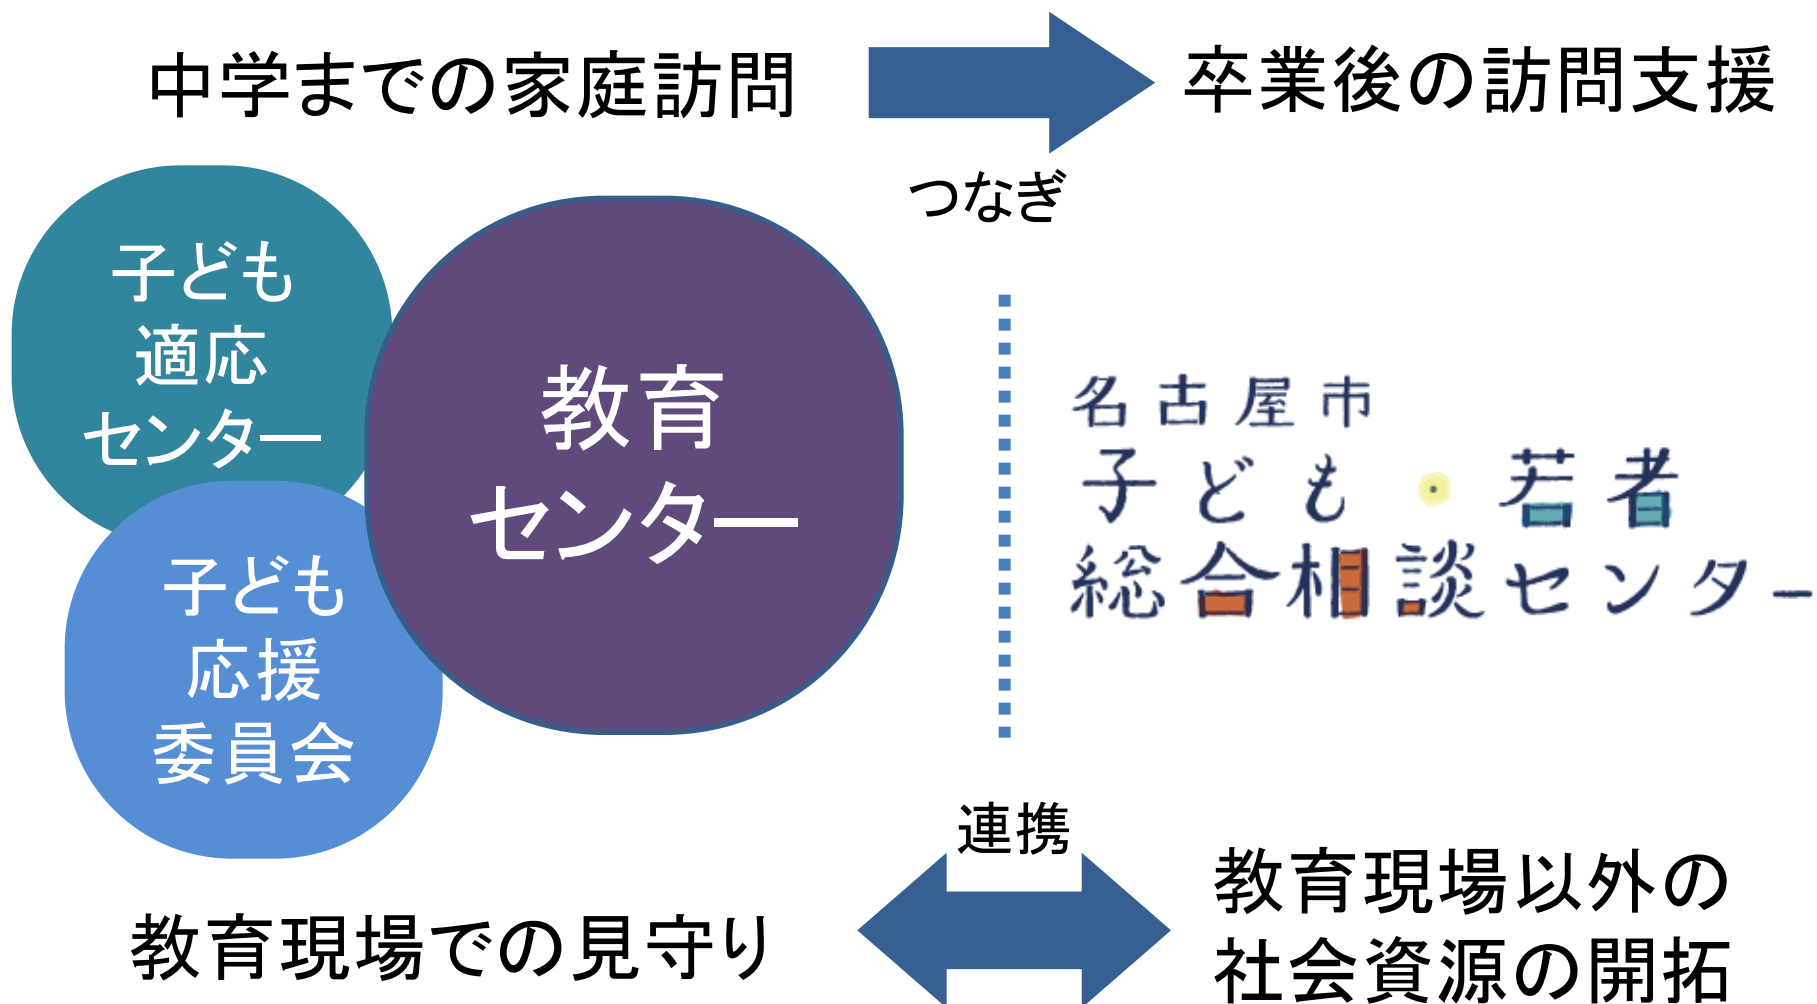 中学までの家庭訪問
卒業後の訪問支援
つなぎ
子ども
適応
センター
教育
センター
子ども
応援
委員会
名古屋市
子ども・若者
総合相談センター
連携
教育現場での見守り
教育現場以外の
社会資源の開拓